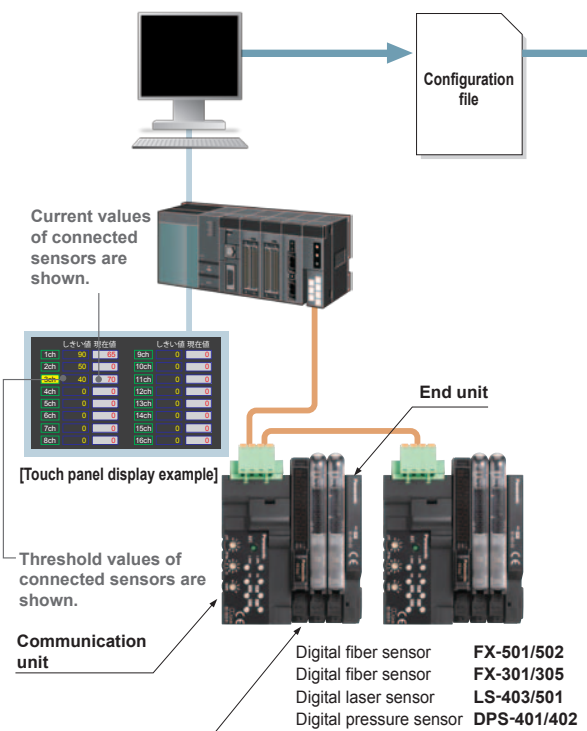 Configuration
file
Current values
of connected
sensors are
shown.
しきい値 現在値 しきい値 現在値
1ch 90 65 9ch 0 0
2ch 50 0 10ch 0 0
3ch 40 70 11ch 0 0
4ch 0 0 12ch 0 0
5ch 0 0 13ch 0 0
6ch 0 0 14ch 0 0
7ch 0 0 15ch 0 0
8ch 0 0 16ch 0 0
End unit
[Touch panel display example]
Panasonic
Panasonic
Threshold values of
connected sensors are
shown.
Communication
unit
Digital fiber sensor FX-501/502
Digital fiber sensor FX-301/305
Digital laser sensor LS-403/501
Digital pressure sensor DPS-401/402